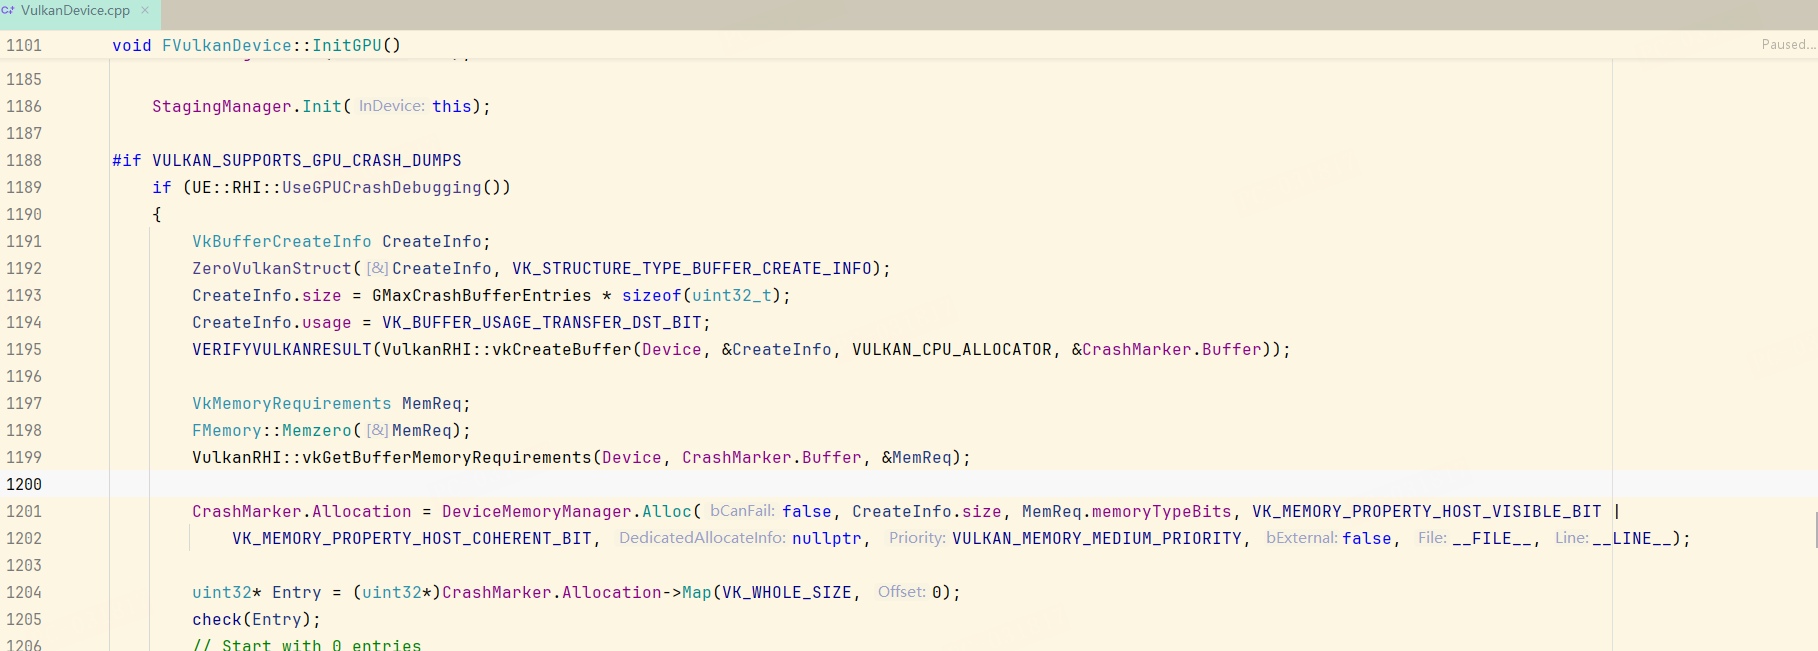 VulkanDevice.cpp
1101 void FVulkanDevice::InitGPU()
Paused...
1185
1186 StagingManager.Init( InDevice: this);
1187
1188 #if VULKAN_SUPPORTS_GPU_CRASH_DUMPS
1189 if (UE::RHI::UseGPUCrashDebugging())
1190 {
1191 VkBufferCreateInfo CreateInfo;
1192 ZeroVulkanStruct( [&]CreateInfo, VK_STRUCTURE_TYPE_BUFFER_CREATE_INFO);
1193 CreateInfo.size = GMaxCrashBufferEntries * sizeof(uint32_t);
1194 CreateInfo.usage = VK_BUFFER_USAGE_TRANSFER_DST_BIT;
1195 VERIFYVULKANRESULT(VulkanRHI::vkCreateBuffer(Device, &CreateInfo, VULKAN_CPU_ALLOCATOR, &CrashMarker.Buffer));
1196
1197 VkMemoryRequirements MemReq;
1198 FMemory::Memzero( [&]MemReq);
1199 VulkanRHI::vkGetBufferMemoryRequirements(Device, CrashMarker.Buffer, &MemReq);
1200
1201 CrashMarker.Allocation = DeviceMemoryManager.Alloc( bCanFail: false, CreateInfo.size, MemReq.memoryTypeBits, VK_MEMORY_PROPERTY_HOST_VISIBLE_BIT |
1202 VK_MEMORY_PROPERTY_HOST_COHERENT_BIT, DedicatedAllocateInfo: nullptr, Priority: VULKAN_MEMORY_MEDIUM_PRIORITY, bExternal: false, File: __FILE__, Line: __LINE__);
1203
1204 uint32* Entry = (uint32*)CrashMarker.Allocation->Map(VK_WHOLE_SIZE, Offset: 0);
1205 check(Entry);
1206 // Start with 0 entries